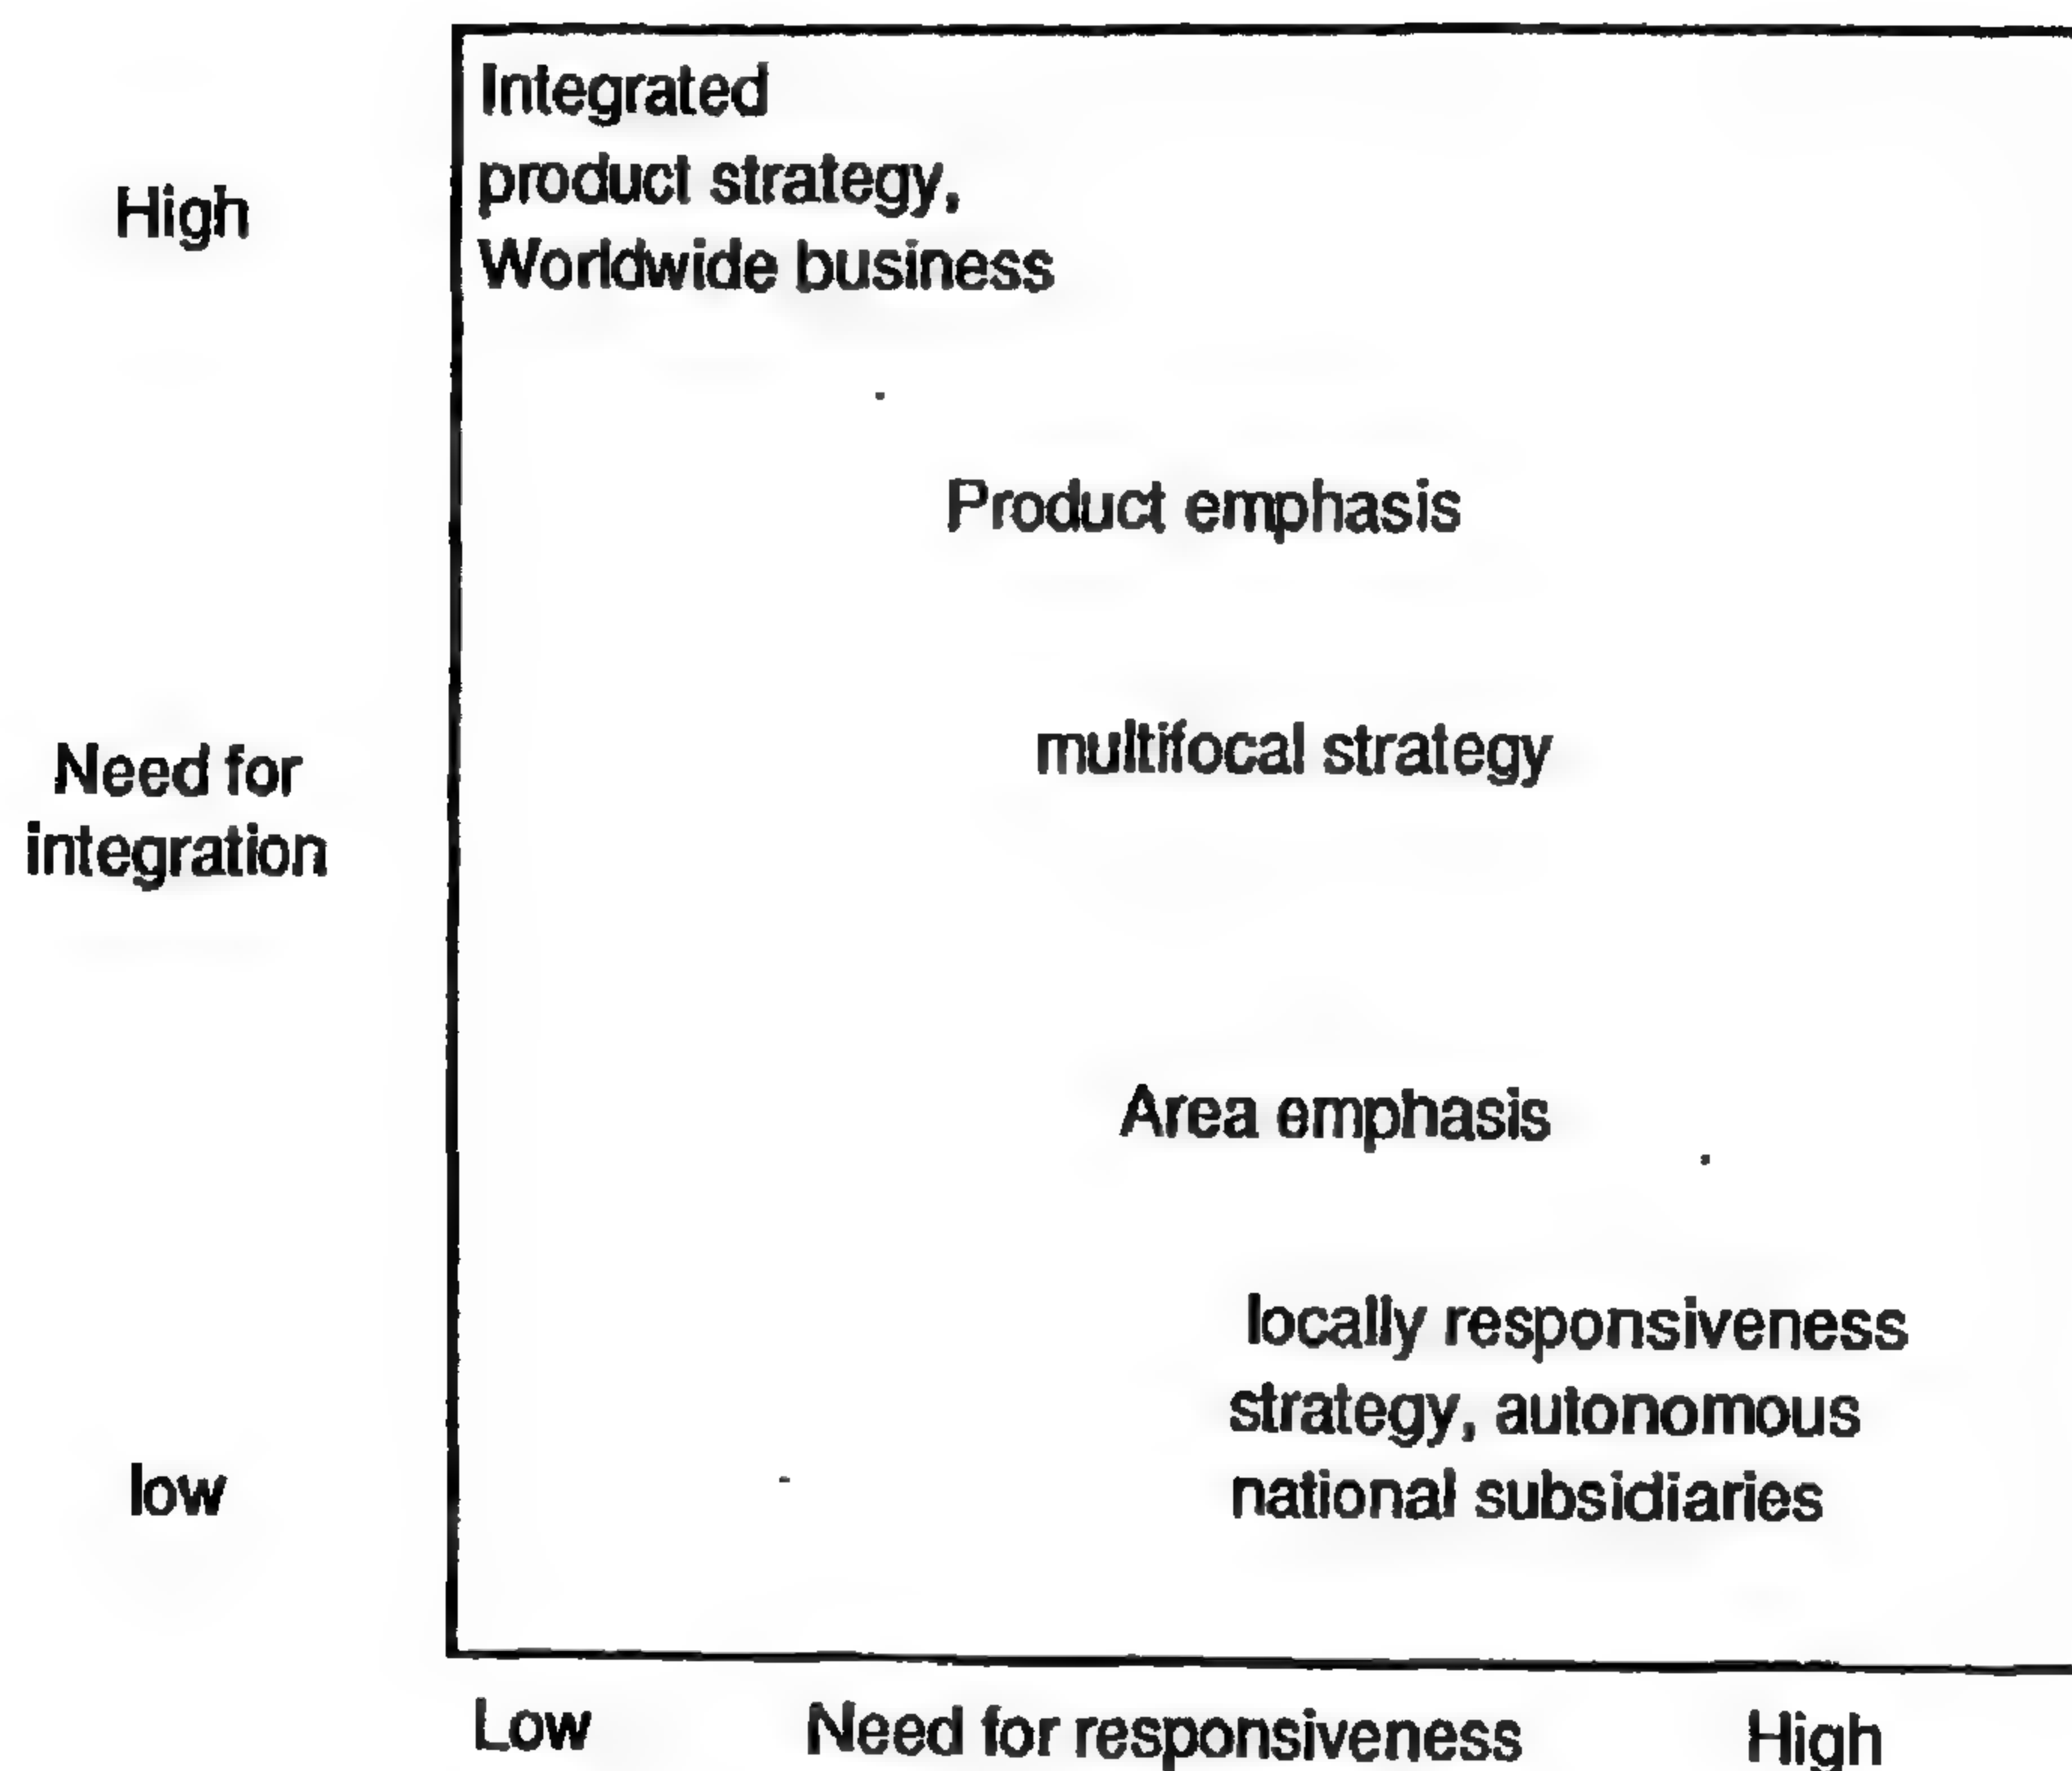 Integrated
product strategy,
Worldwide business
High
Product emphasis
multifocal strategy
Need for
integration
Area emphasis
locally responsiveness
strategy, autonomous
national subsidiaries
low
Low Need for responsiveness High